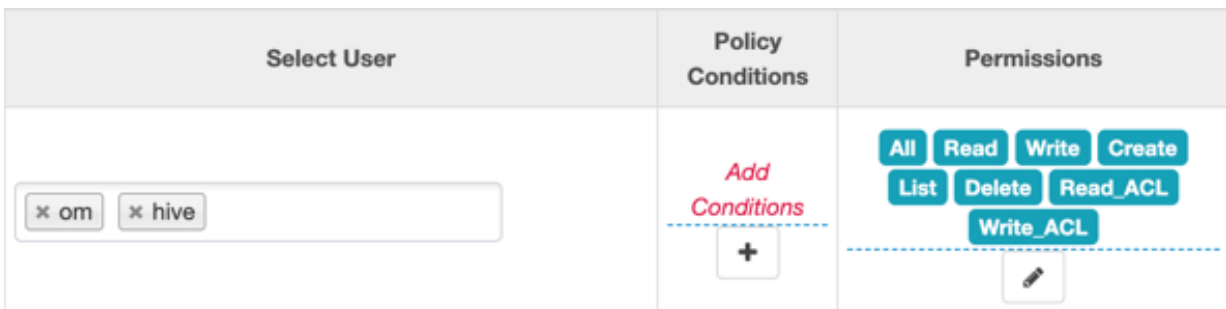 Select User
Policy
Conditions
Permissions
× om × hive
Add
Conditions
All Read Write Create
List Delete Read_ACL
Write_ACL